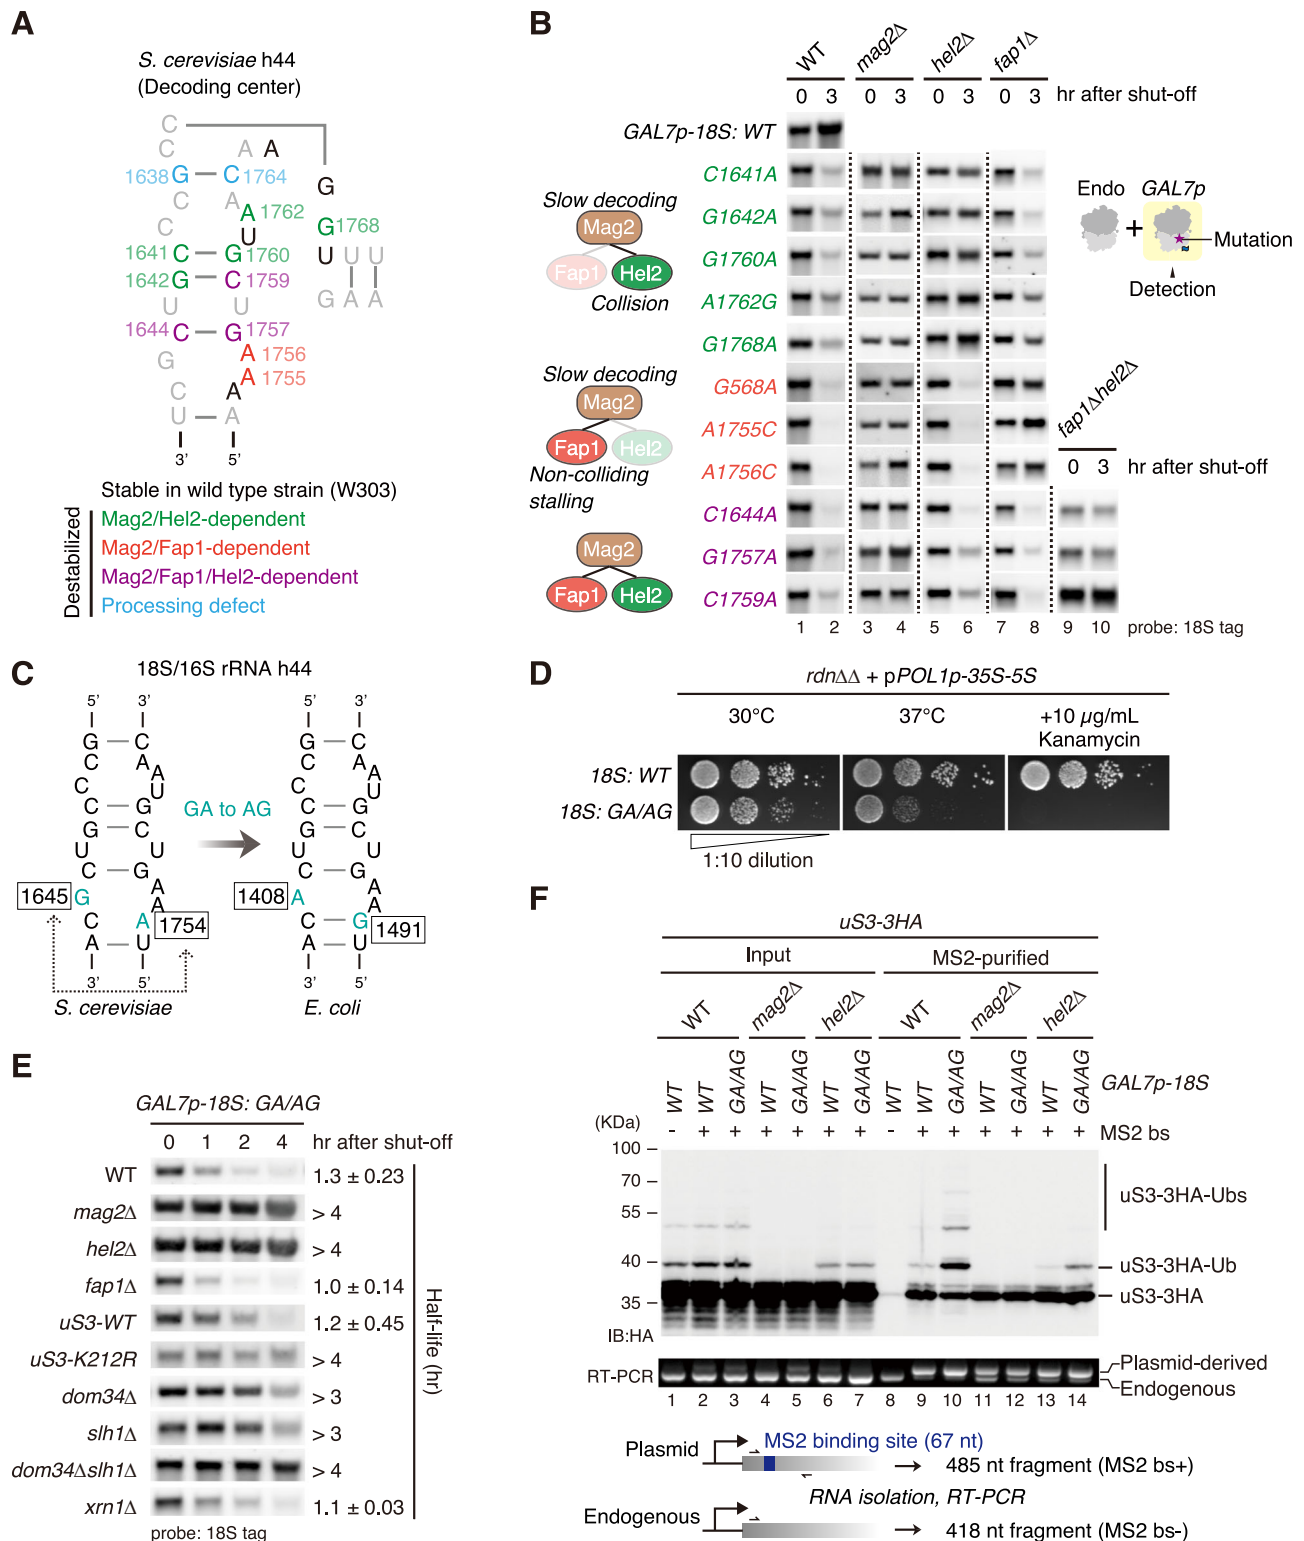 A
S. cerevisiae h44
(Decoding center)
C
C A A
1638 G C 1764
G
C A
C A 1762 G 1768
U U U U
1641 C G 1760
1642 G C 1759
G A A
U U
1644 C G 1757
G A 1756
A 1755
C A
U A
3' 5'
Stable in wild type strain (W303)
Destabilized
Mag2/Hel2-dependent
Mag2/Fap1-dependent
Mag2/Fap1/Hel2-dependent
Processing defect
B
WT mag2Δ hel2Δ fap1Δ
0 3 0 3 0 3 0 3 hr after shut-off
GAL7p-18S: WT
C1641A
G1642A
G1760A
A1762G
G1768A
G568A
A1755C
A1756C
C1644A
G1757A
C1759A
Slow decoding
Mag2
Fap1 Hel2
Collision
Slow decoding
Mag2
Fap1 Hel2
Non-colliding
stalling
Mag2
Fap1 Hel2
fap1Δhel2Δ
0 3 hr after shut-off
1 2 3 4 5 6 7 8 9 10 probe: 18S tag
Endo GAL7p
+
Mutation
Detection
C
18S/16S rRNA h44
5' 3' 5' 3'
G C G C
C A A C A A
C U C U
C G C G
G C G C
U U U U
C G C G
GA to AG
1645 G A A
A 1754
C U
A
1408 A A A
C G 1491
A U
3' 5' 3' 5'
S. cerevisiae E. coli
D
rdnΔΔ + pPOL1p-35S-5S
30°C 37°C +10 µg/mL
Kanamycin
18S: WT
18S: GA/AG
1:10 dilution
E
GAL7p-18S: GA/AG
0 1 2 4 hr after shut-off
WT 1.3 ± 0.23
mag2Δ > 4
hel2Δ > 4
fap1Δ 1.0 ± 0.14
uS3-WT 1.2 ± 0.45
uS3-K212R > 4
dom34Δ > 3
slh1Δ > 3
dom34Δslh1Δ > 4
xrn1Δ 1.1 ± 0.03
Half-life (hr)
probe: 18S tag
F
uS3-3HA
Input MS2-purified
WT mag2Δ hel2Δ WT mag2Δ hel2Δ
WT WT GA/AG WT GA/AG WT GA/AG WT WT GA/AG WT GA/AG WT GA/AG GAL7p-18S
- + + + + + + - + + + + + + MS2 bs
(KDa)
100
70
55
40
35
uS3-3HA-Ubs
uS3-3HA-Ub
uS3-3HA
IB:HA
RT-PCR
Plasmid-derived
Endogenous
1 2 3 4 5 6 7 8 9 10 11 12 13 14
MS2 binding site (67 nt)
Plasmid
485 nt fragment (MS2 bs+)
RNA isolation, RT-PCR
Endogenous
418 nt fragment (MS2 bs-)